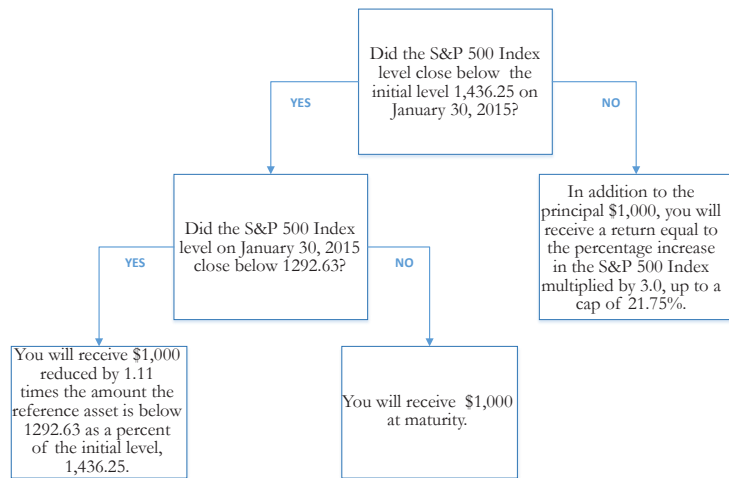 Did the S&P 500 Index
level close below the
initial level 1,436.25 on
January 30, 2015?
YES
NO
Did the S&P 500 Index
level on January 30, 2015
close below 1292.63?
In addition to the
principal $1,000, you will
receive a return equal to
the percentage increase
in the S&P 500 Index
multiplied by 3.0, up to a
cap of 21.75%.
YES
NO
You will receive $1,000
reduced by 1.11
times the amount the
reference asset is below
1292.63 as a percent
of the initial level,
1,436.25.
You will receive $1,000
at maturity.